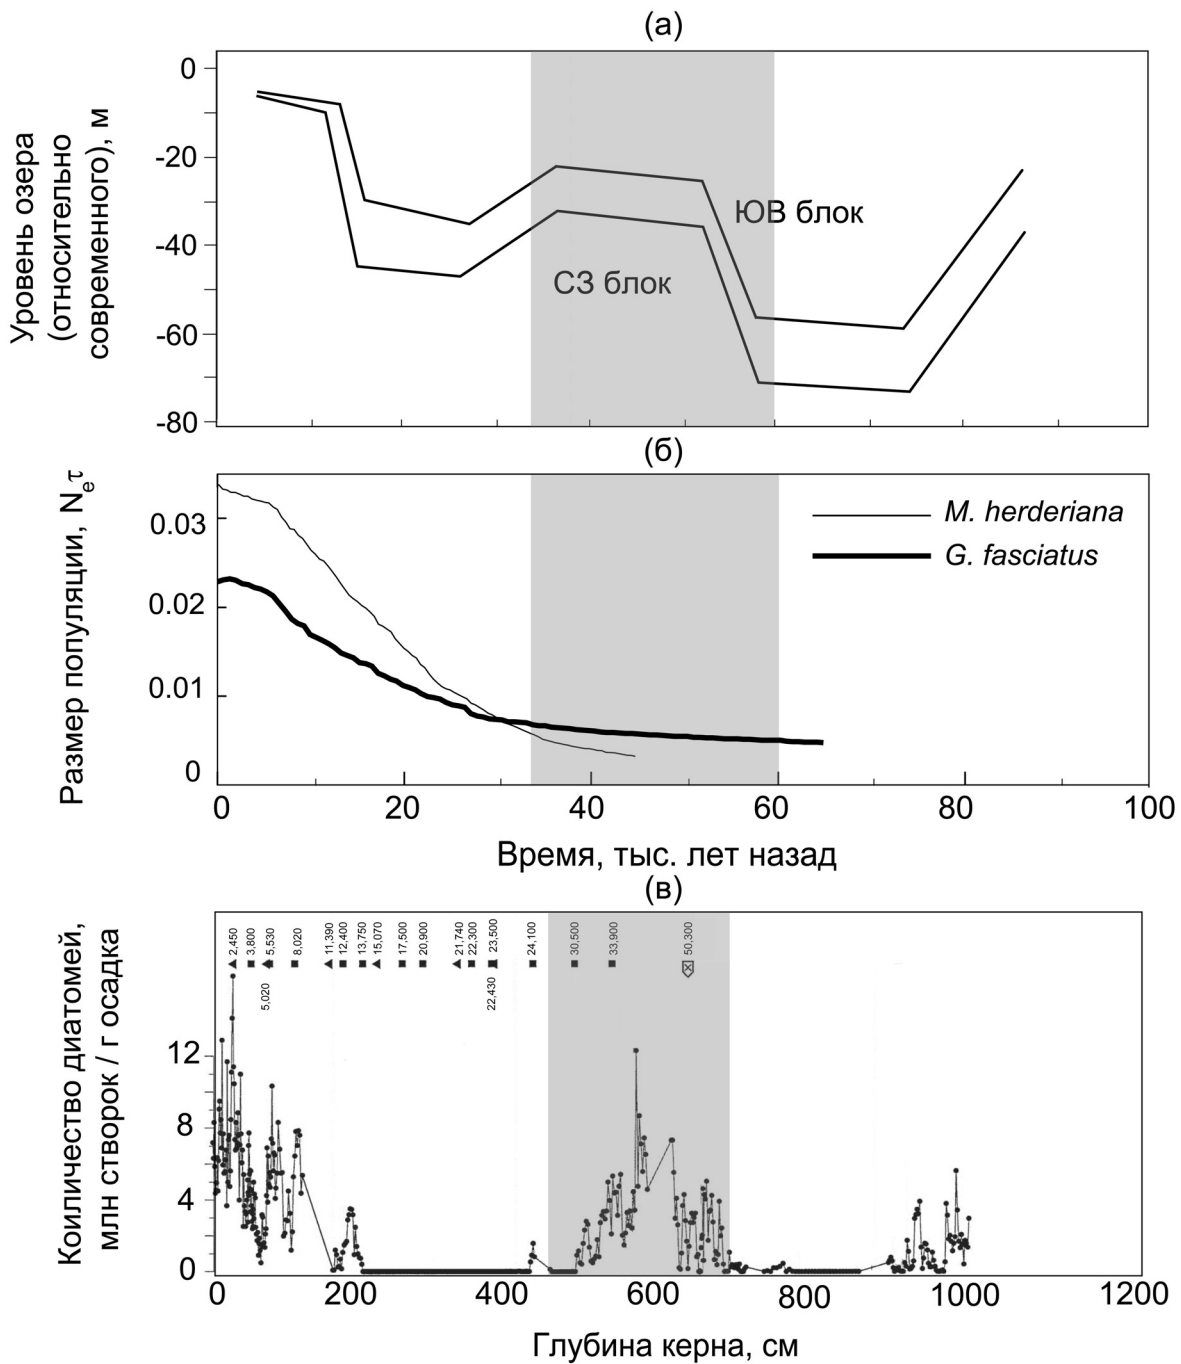 (а)
Уровень озера
(относительно
современного), м
0
-20
-40
-60
-80
ЮВ блок
СЗ блок
(б)
Размер популяции, Neτ
0.03
0.02
0.01
0
M. herderiana
G. fasciatus
0 20 40 60 80 100
Время, тыс. лет назад
(в)
Коиличество диатомей,
млн створок / г осадка
2,450 3,800 5,530 8,020 11,390 12,400 13,750 15,070 17,500 20,900 21,740 22,300 23,500 24,100 30,500 33,900 50,300
5,020 22,430
12
8
4
0
0 200 400 600 800 1000 1200
Глубина керна, см